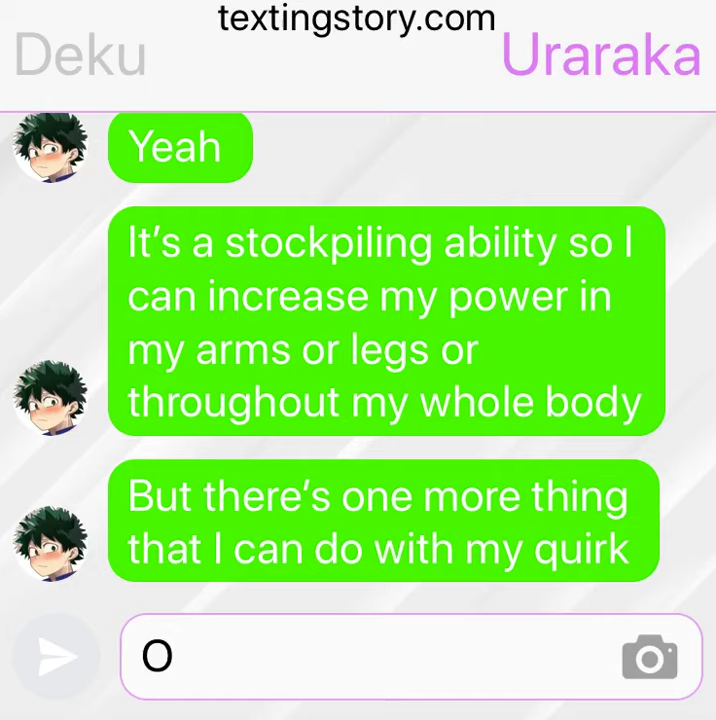 textingstory.com
Deku
Uraraka
Yeah
It’s a stockpiling ability so I
can increase my power in
my arms or legs or
throughout my whole body
But there’s one more thing
that I can do with my quirk
O